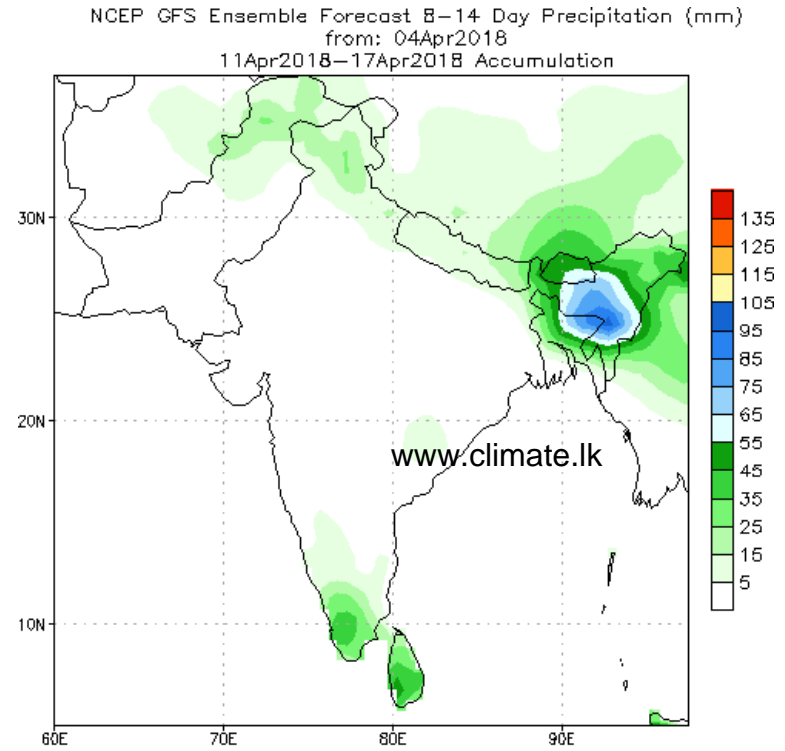 NCEP GFS Ensemble Forecast 8-14 Day Precipitation (mm)
from: 04Apr2018
11Apr2018-17Apr2018 Accumulation
30N
20N
10N
60E
70E
80E
90E
www.climate.lk
135
125
115
105
95
85
75
65
55
45
35
25
15
5